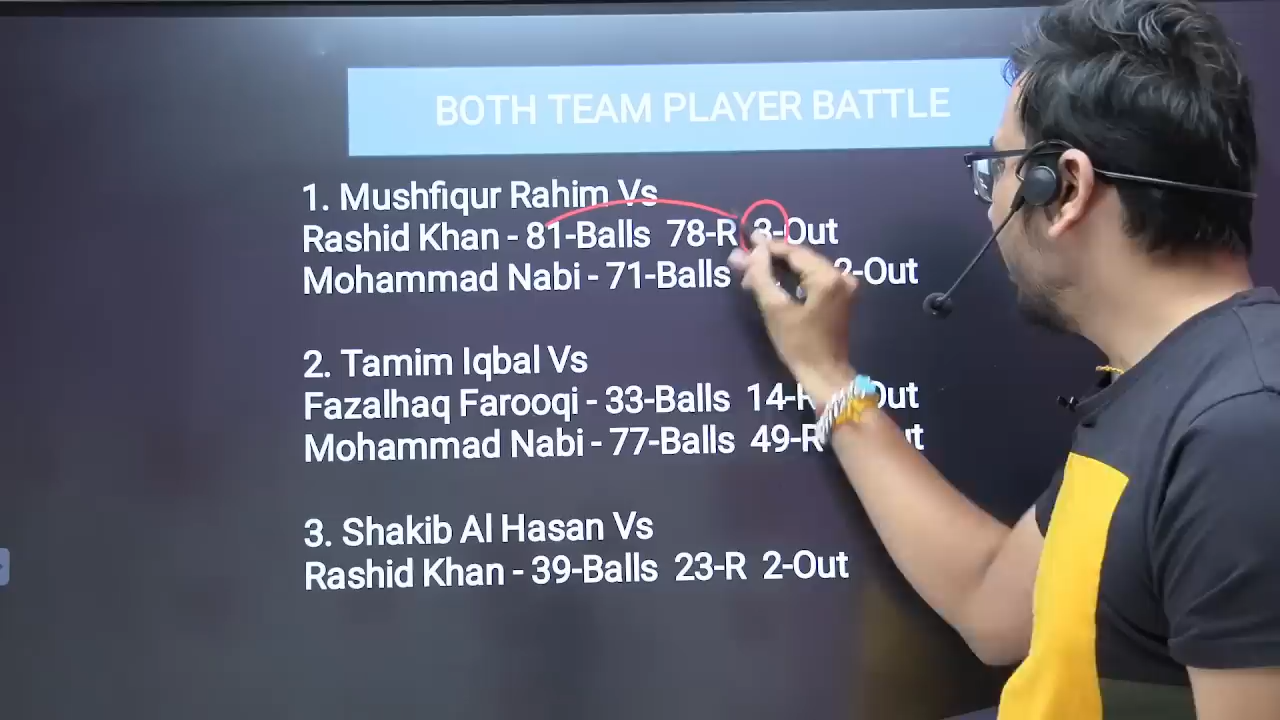 BOTH TEAM PLAYER BATTLE
1. Mushfiqur Rahim Vs
Rashid Khan - 81-Balls 78-R 3-Out
Mohammad Nabi - 71-Balls 2-Out
2. Tamim Iqbal Vs
Fazalhaq Farooqi - 33-Balls 14-R
Mohammad Nabi - 77-Balls 49-R
3. Shakib Al Hasan Vs
Rashid Khan - 39-Balls 23-R 2-Out